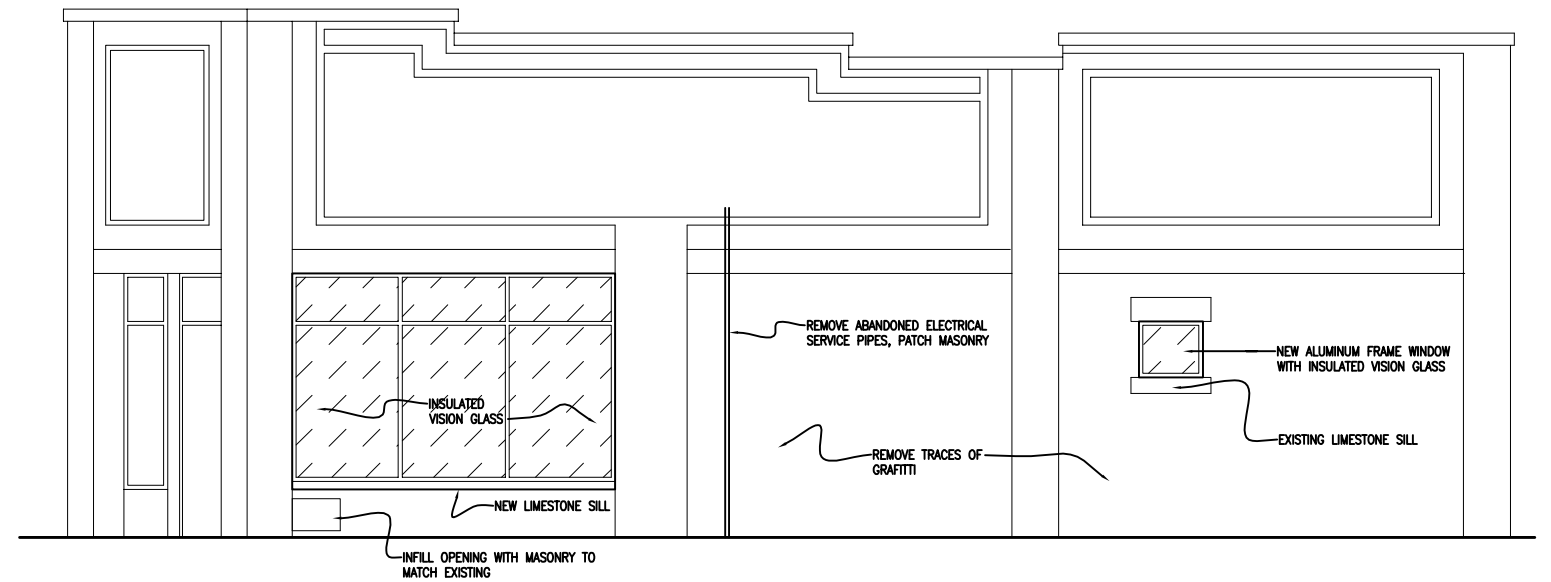 REMOVE ABANDONED ELECTRICAL
SERVICE PIPES, PATCH MASONRY
NEW ALUMINUM FRAME WINDOW
WITH INSULATED VISION GLASS
INSULATED
VISION GLASS
EXISTING LIMESTONE SILL
REMOVE TRACES OF
GRAFITTI
NEW LIMESTONE SILL
INFILL OPENING WITH MASONRY TO
MATCH EXISTING